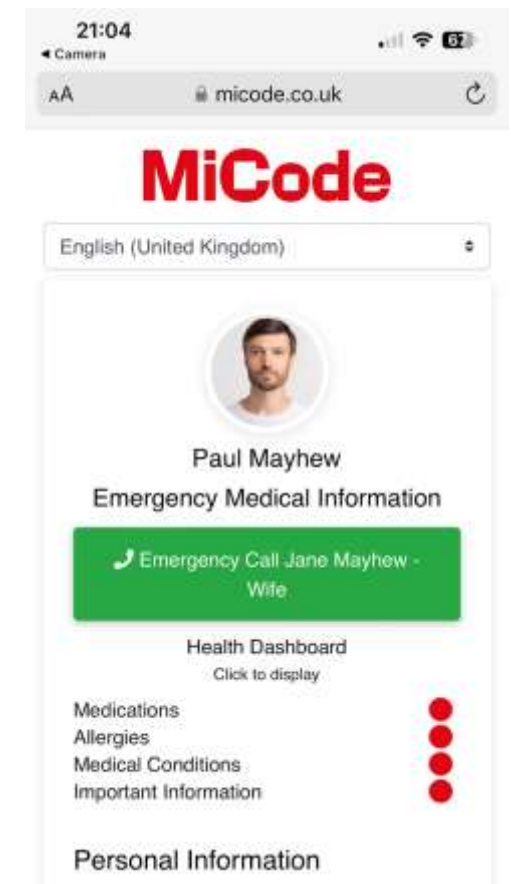 21:04
Camera
AA micode.co.uk
MiCode
English (United Kingdom)
Paul Mayhew
Emergency Medical Information
Emergency Call Jane Mayhew -
Wife
Health Dashboard
Click to display
Medications
Allergies
Medical Conditions
Important Information
Personal Information